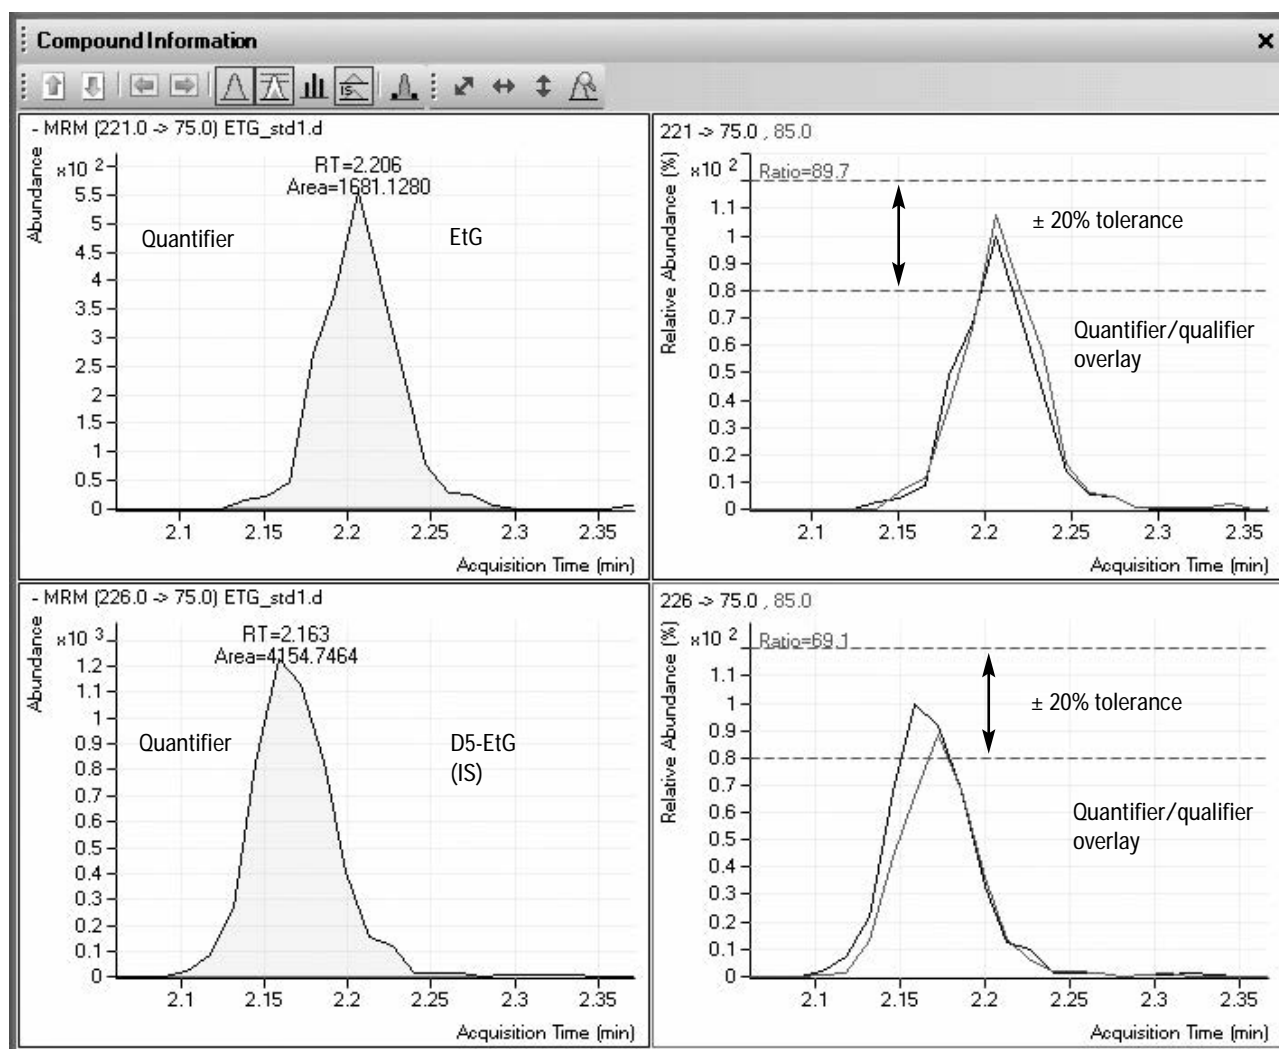 Compound Information
- MRM (221.0 -> 75.0) ETG_std1.d
Abundance
x10 2
RT=2.206
Area=1681.1280
Quantifier
EtG
5.5
5
4.5
4
3.5
3
2.5
2
1.5
1
0.5
0
2.1 2.15 2.2 2.25 2.3 2.35
Acquisition Time (min)
221 -> 75.0 , 85.0
Relative Abundance (%)
x10 2
Ratio=89.7
± 20% tolerance
Quantifier/qualifier
overlay
1.1
1
0.9
0.8
0.7
0.6
0.5
0.4
0.3
0.2
0.1
0
2.1 2.15 2.2 2.25 2.3 2.35
Acquisition Time (min)
- MRM (226.0 -> 75.0) ETG_std1.d
Abundance
x10 3
RT=2.163
Area=4154.7464
Quantifier
D5-EtG
(IS)
1.2
1.1
1
0.9
0.8
0.7
0.6
0.5
0.4
0.3
0.2
0.1
0
2.1 2.15 2.2 2.25 2.3 2.35
Acquisition Time (min)
226 -> 75.0 , 85.0
Relative Abundance (%)
x10 2
Ratio=69.1
± 20% tolerance
Quantifier/qualifier
overlay
1.1
1
0.9
0.8
0.7
0.6
0.5
0.4
0.3
0.2
0.1
0
2.1 2.15 2.2 2.25 2.3 2.35
Acquisition Time (min)